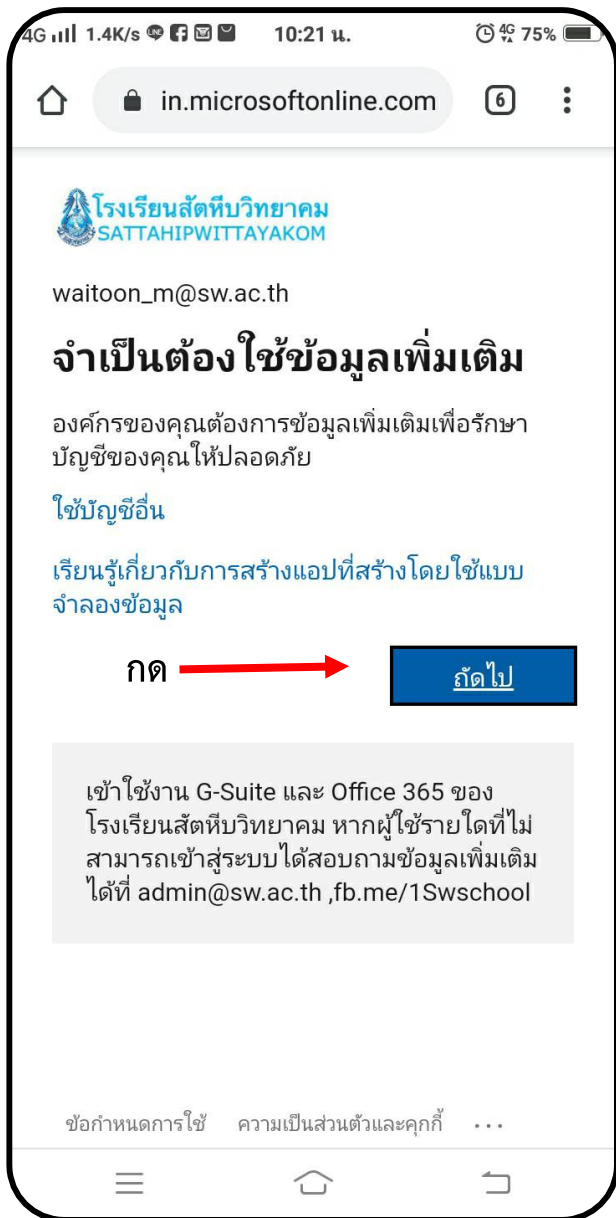 4G 1.4K/s LINE 10:21 น. 4G 75%
in.microsoftonline.com 6
โรงเรียนสัตหีบวิทยาคม
SATTAHIPWITTAYAKOM
waitoon_m@sw.ac.th
จำเป็นต้องใช้ข้อมูลเพิ่มเติม
องค์กรของคุณต้องการข้อมูลเพิ่มเติมเพื่อรักษา
บัญชีของคุณให้ปลอดภัย
ใช้บัญชีอื่น
เรียนรู้เกี่ยวกับการสร้างแอปที่สร้างโดยใช้แบบ
จำลองข้อมูล
กด ถัดไป
เข้าใช้งาน G-Suite และ Office 365 ของ
โรงเรียนสัตหีบวิทยาคม หากผู้ใช้รายใดที่ไม่
สามารถเข้าสู่ระบบได้สอบถามข้อมูลเพิ่มเติม
ได้ที่ admin@sw.ac.th ,fb.me/1Swschool
ข้อกำหนดการใช้ ความเป็นส่วนตัวและคุกกี้ ...